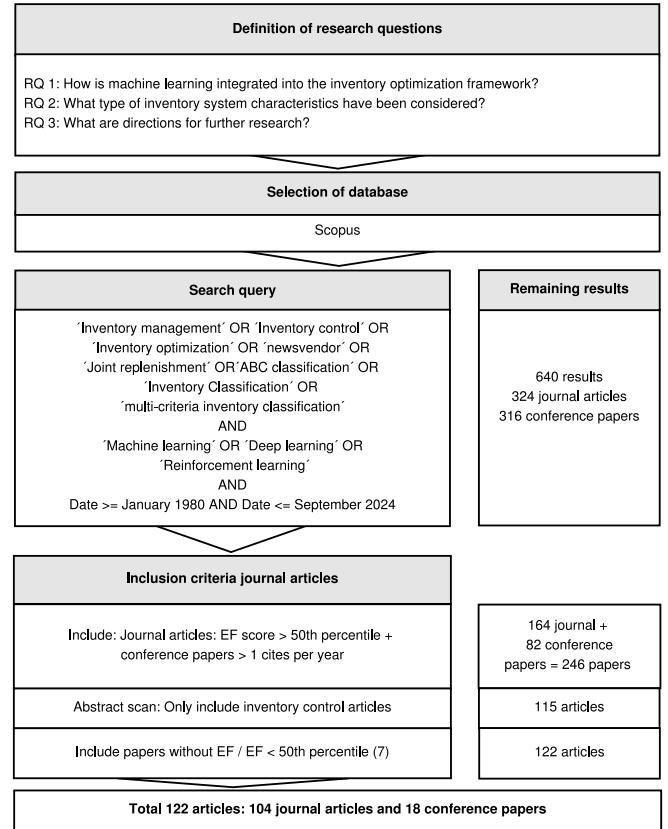 Definition of research questions
RQ 1: How is machine learning integrated into the inventory optimization framework?
RQ 2: What type of inventory system characteristics have been considered?
RQ 3: What are directions for further research?
Selection of database
Scopus
Search query
´Inventory management´ OR ´Inventory control´ OR
´Inventory optimization´ OR ´newsvendor´ OR
´Joint replenishment´ OR´ABC classification´ OR
´Inventory Classification´ OR
´multi-criteria inventory classification´
AND
´Machine learning´ OR ´Deep learning´ OR
´Reinforcement learning´
AND
Date >= January 1980 AND Date <= September 2024
Remaining results
640 results
324 journal articles
316 conference papers
Inclusion criteria journal articles
Include: Journal articles: EF score > 50th percentile +
conference papers > 1 cites per year
164 journal +
82 conference
papers = 246 papers
Abstract scan: Only include inventory control articles
115 articles
Include papers without EF / EF < 50th percentile (7)
122 articles
Total 122 articles: 104 journal articles and 18 conference papers